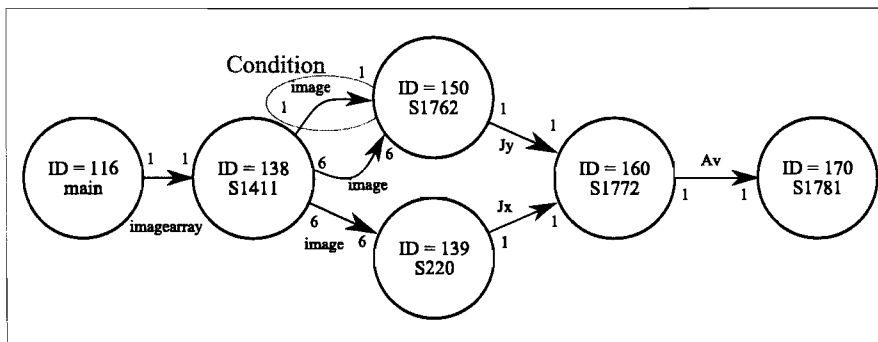 Condition
1
image
1
ID = 150
S1762
1
1
Jy
ID = 116
main
1
1
imagearray
ID = 138
S1411
6
6
image
6
image
6
ID = 139
S220
Jx
1
1
ID = 160
S1772
Av
1
1
ID = 170
S1781